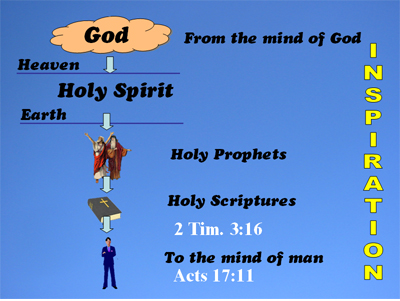 God
From the mind of God
Heaven
Holy Spirit
Earth
Holy Prophets
Holy Scriptures
2 Tim. 3:16
To the mind of man
Acts 17:11
INSPIRATION